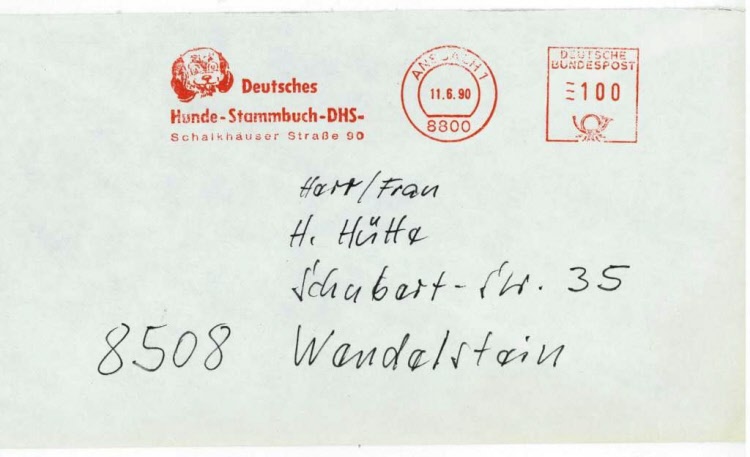 Deutsches
Hunde-Stammbuch-DHS-
Schalkhäuser Straße 90
ANSBACH 1
11.6.90
8800
DEUTSCHE
BUNDESPOST
100
Herr/Frau
H. Hütte
Schubert-Str. 35
8508 Wendelstein